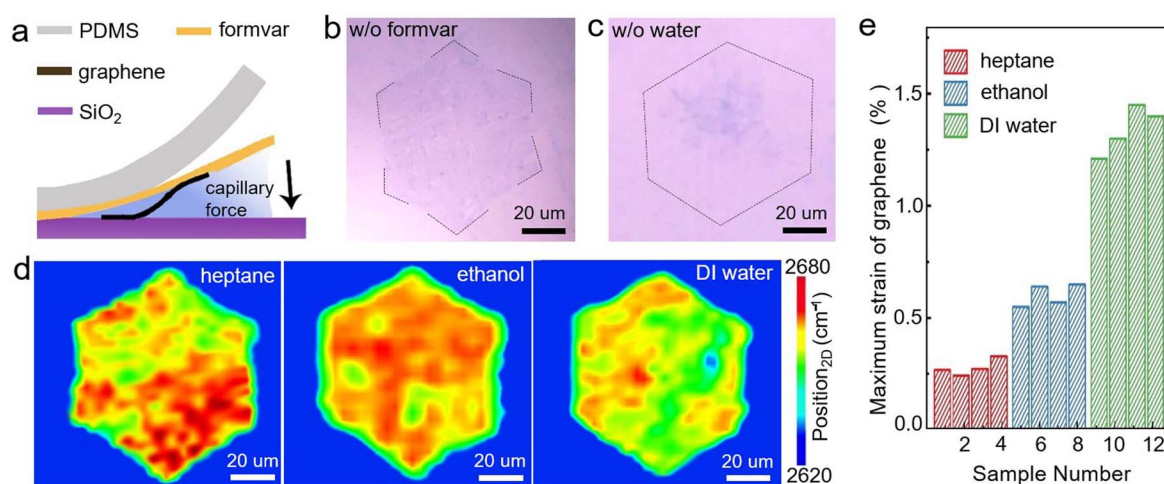 a
PDMS
formvar
graphene
SiO₂
capillary
force
b
w/o formvar
20 um
c
w/o water
20 um
d
heptane
20 um
ethanol
20 um
DI water
20 um
2680
Position₂D (cm⁻¹)
2620
e
heptane
ethanol
DI water
Maximum strain of graphene (%)
1.5
1.0
0.5
0.0
2 4 6 8 10 12
Sample Number